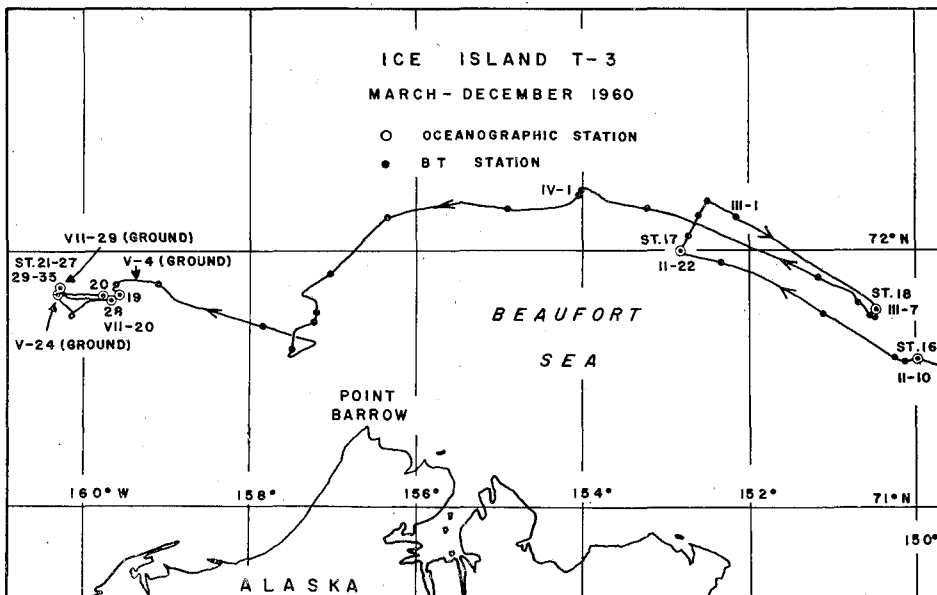 ICE ISLAND T-3
MARCH-DECEMBER 1960
OCEANOGRAPHIC STATION
BT STATION
IV-1
III-1
VII-29 (GROUND)
ST.17
72° N
ST.21-27
29-35
V-4 (GROUND)
II-22
20
19
ST.18
III-7
28
VII-20
V-24 (GROUND)
BEAUFORT
SEA
ST.16
II-10
POINT
BARROW
160° W
158°
156°
154°
152°
71° N
150°
ALASKA